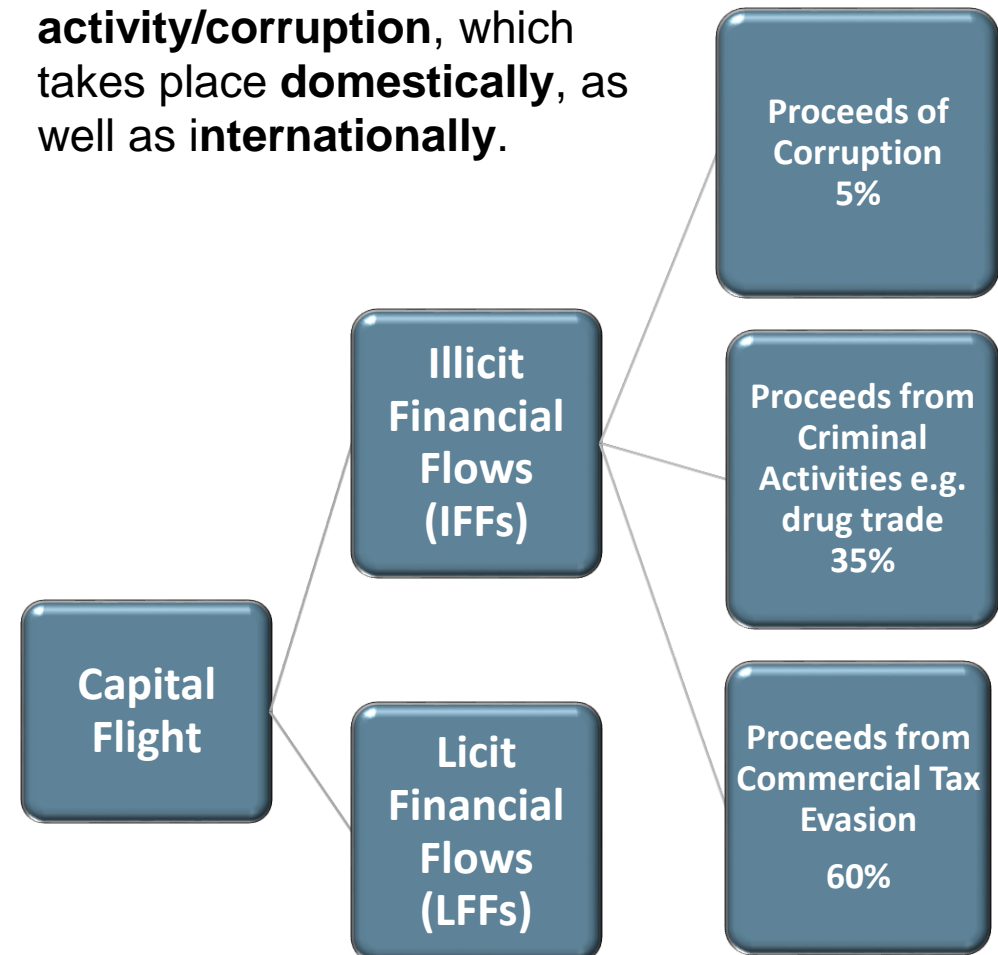 activity/corruption, which
takes place domestically, as
well as internationally.
Proceeds of
Corruption
5%
Illicit
Financial
Flows
(IFFs)
Proceeds from
Criminal
Activities e.g.
drug trade
35%
Capital
Flight
Licit
Financial
Flows
(LFFs)
Proceeds from
Commercial Tax
Evasion
60%